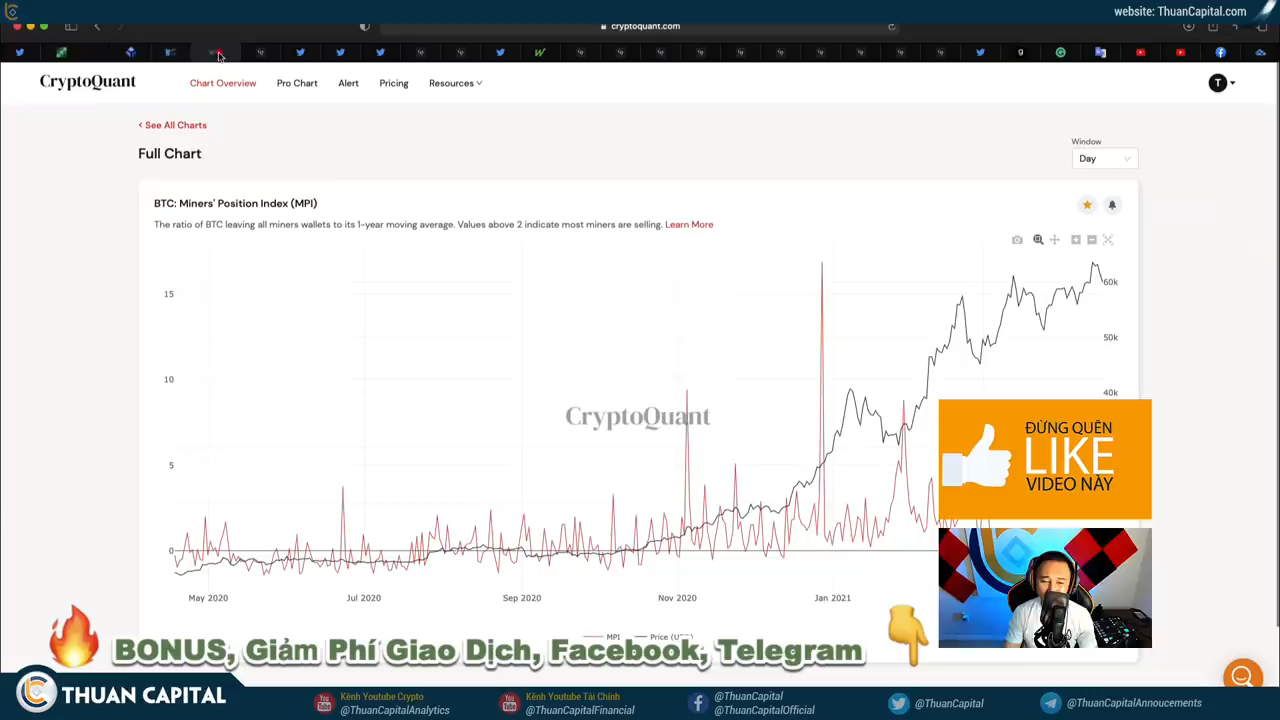 website: ThuanCapital.com
cryptoquant.com
CryptoQuant
Chart Overview
Pro Chart
Alert
Pricing
Resources
T
< See All Charts
Full Chart
Window
Day
BTC: Miners' Position Index (MPI)
The ratio of BTC leaving all miners wallets to its 1-year moving average. Values above 2 indicate most miners are selling. Learn More
15
60k
50k
10
40k
CryptoQuant
5
0
May 2020
Jul 2020
Sep 2020
Nov 2020
Jan 2021
MPI
ĐỪNG QUÊN
LIKE
VIDEO NÀY
BONUS, Giảm Phí Giao Dịch, Facebook, Telegram
THUAN CAPITAL
You Tube
Kênh Youtube Crypto
@ThuanCapitalAnalytics
You Tube
Kênh Youtube Tài Chính
@ThuanCapitalFinancial
@ThuanCapital
@ThuanCapitalOfficial
@ThuanCapital
@ThuanCapitalAnnoucements